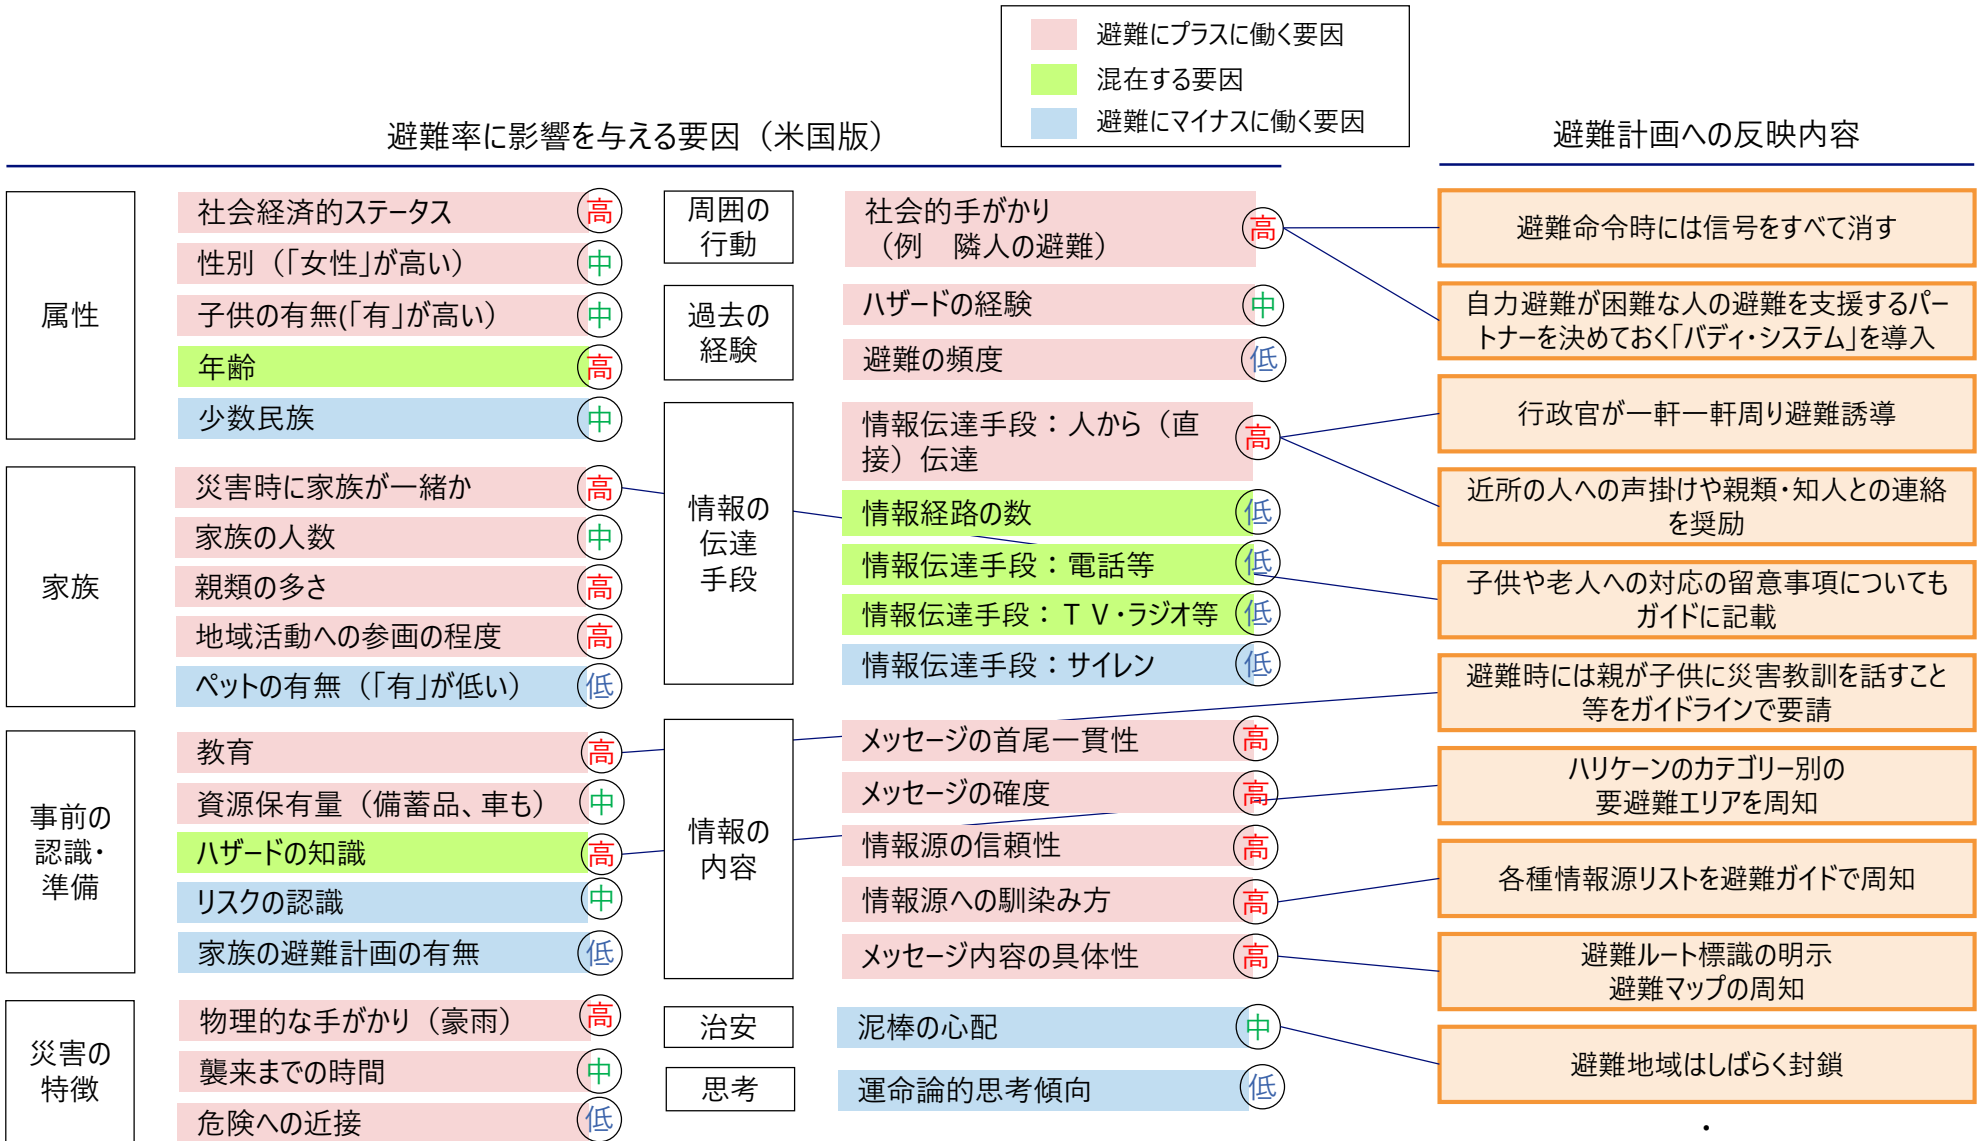 避難にプラスに働く要因
混在する要因
避難にマイナスに働く要因
避難率に影響を与える要因（米国版）
避難計画への反映内容
属性
社会経済的ステータス 高
性別（「女性」が高い） 中
子供の有無(「有」が高い） 中
年齢 高
少数民族 中
家族
災害時に家族が一緒か 高
家族の人数 中
親類の多さ 高
地域活動への参画の程度 高
ペットの有無（「有」が低い） 低
事前の
認識・
準備
教育 高
資源保有量（備蓄品、車も） 中
ハザードの知識 高
リスクの認識 中
家族の避難計画の有無 低
災害の
特徴
物理的な手がかり（豪雨） 高
襲来までの時間 中
危険への近接 低
周囲の
行動
社会的手がかり
（例　隣人の避難） 高
過去の
経験
ハザードの経験 中
避難の頻度 低
情報の
伝達
手段
情報伝達手段：人から（直
接）伝達 高
情報経路の数 低
情報伝達手段：電話等 低
情報伝達手段：ＴＶ・ラジオ等 低
情報伝達手段：サイレン 低
情報の
内容
メッセージの首尾一貫性 高
メッセージの確度 高
情報源の信頼性 高
情報源への馴染み方 高
メッセージ内容の具体性 高
治安
泥棒の心配 中
思考
運命論的思考傾向 低
避難命令時には信号をすべて消す
自力避難が困難な人の避難を支援するパー
トナーを決めておく「バディ・システム」を導入
行政官が一軒一軒周り避難誘導
近所の人への声掛けや親類・知人との連絡
を奨励
子供や老人への対応の留意事項についても
ガイドに記載
避難時には親が子供に災害教訓を話すこと
等をガイドラインで要請
ハリケーンのカテゴリー別の
要避難エリアを周知
各種情報源リストを避難ガイドで周知
避難ルート標識の明示
避難マップの周知
避難地域はしばらく封鎖
・